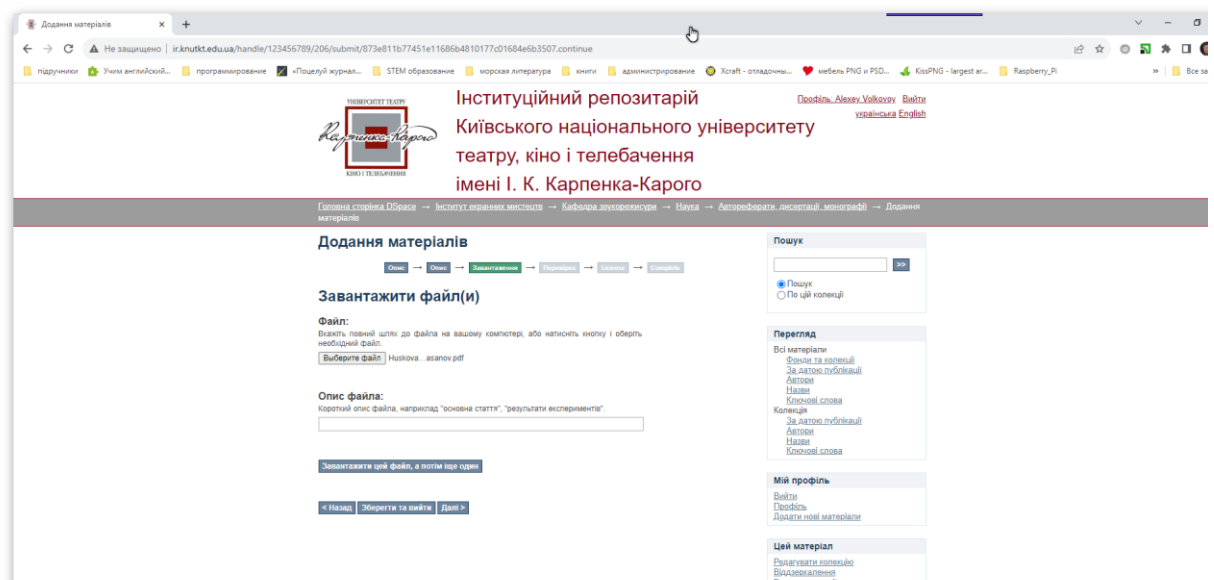 Додання матеріалів
Не защищено | ir.knutkt.edu.ua/handle/123456789/206/submit/873e811b77451e11686b4810177c01684e6b3507.continue
підручники Учим английский... программирование «Поцелуй журнал... STEM образование морская литература книги администрирование Xcraft - отладочны... мебель PNG и PSD... KissPNG - largest ar... Raspberry_Pi » Все за
УНІВЕРСИТЕТ ТЕАТРУ
Карпенка-Карого
КІНО І ТЕЛЕБАЧЕННЯ
Інституційний репозитарій
Київського національного університету
театру, кіно і телебачення
імені І. К. Карпенка-Карого
Профіль: Alexey Volkovoy Вийти
українська English
Головна сторінка DSpace → Інститут екранних мистецтв → Кафедра звукорежисури → Наука → Автореферати, дисертації, монографії → Додання
матеріалів
Додання матеріалів
Опис → Опис → Завантаження → Перевірка → → Complete
Завантажити файл(и)
Файл:
Вкажіть повний шлях до файла на вашому комп'ютері, або натисніть кнопку і оберіть
необхідний файл.
Выберите файл Huskova...asanov.pdf
Опис файла:
Короткий опис файла, наприклад "основна стаття", "результати експериментів".
Завантажити цей файл, а потім іще один
< Назад Зберегти та вийти Далі >
Пошук
>>
Пошук
По цій колекції
Перегляд
Всі матеріали
Фонди та колекції
За датою публікації
Автори
Назви
Ключові слова
Колекція
За датою публікації
Автори
Назви
Ключові слова
Мій профіль
Вийти
Профіль
Додати нові матеріали
Цей матеріал
Редагувати колекцію
Віддзеркалення